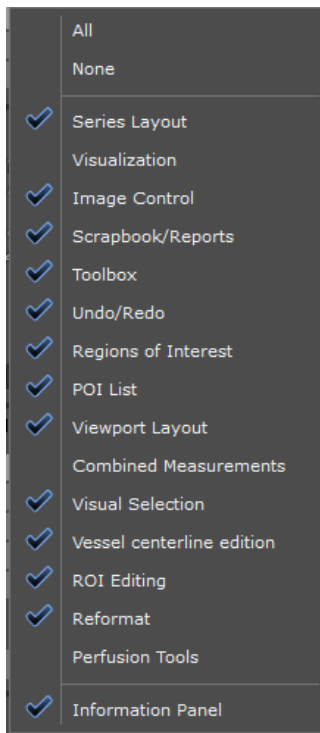 All
None
Series Layout
Visualization
Image Control
Scrapbook/Reports
Toolbox
Undo/Redo
Regions of Interest
POI List
Viewport Layout
Combined Measurements
Visual Selection
Vessel centerline edition
ROI Editing
Reformat
Perfusion Tools
Information Panel